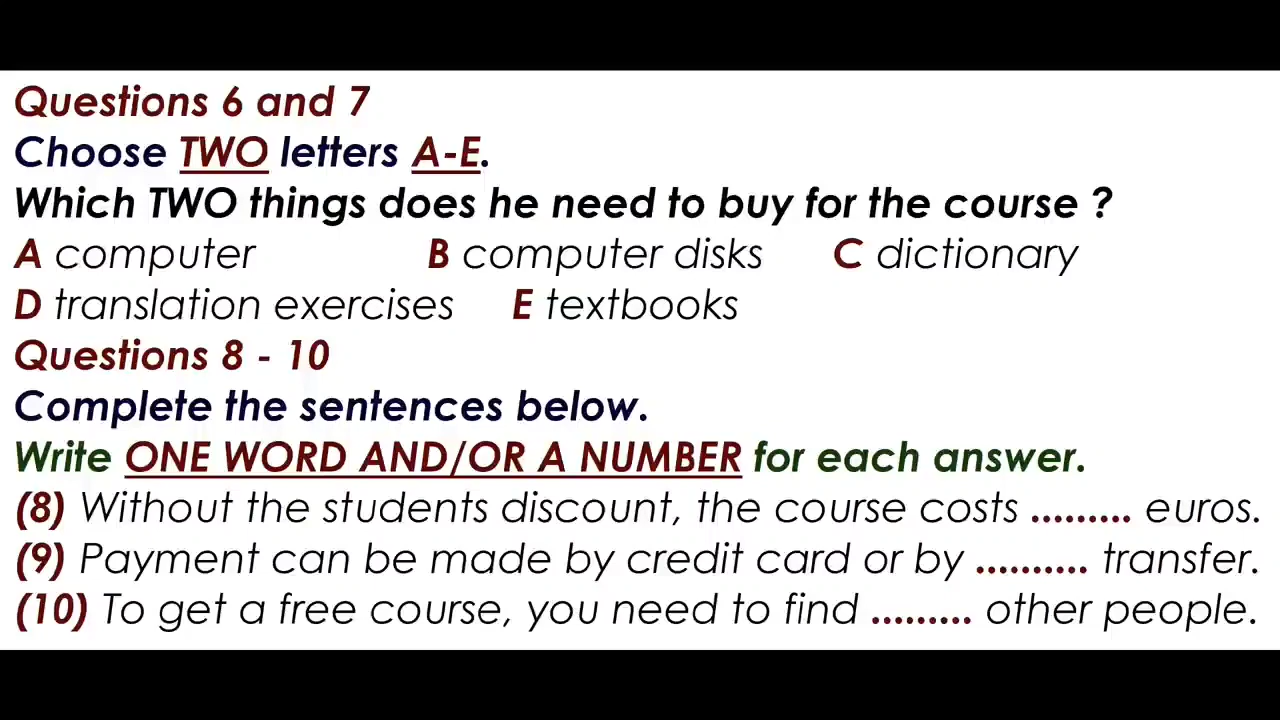 Questions 6 and 7
Choose TWO letters A-E.
Which TWO things does he need to buy for the course ?
A computer B computer disks C dictionary
D translation exercises E textbooks
Questions 8 - 10
Complete the sentences below.
Write ONE WORD AND/OR A NUMBER for each answer.
(8) Without the students discount, the course costs ......... euros.
(9) Payment can be made by credit card or by .......... transfer.
(10) To get a free course, you need to find ......... other people.